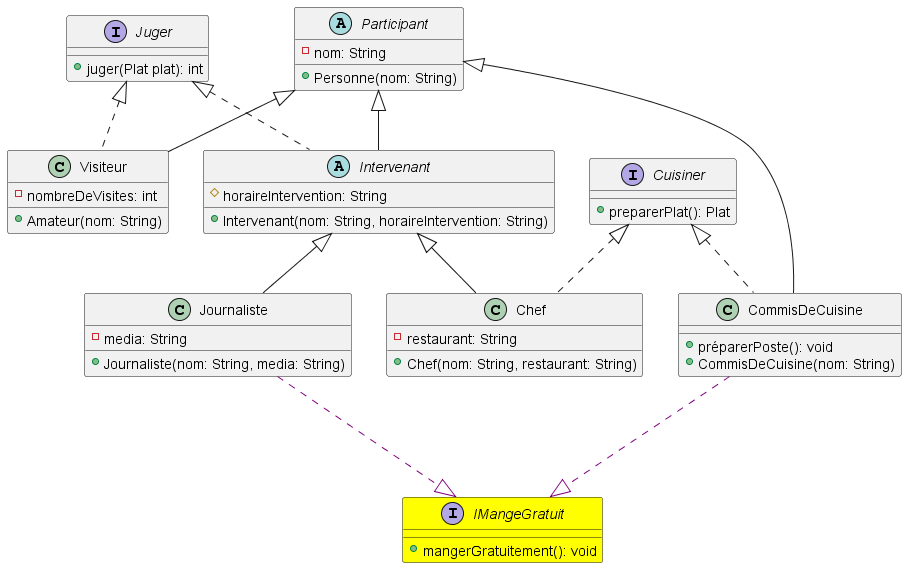 I Juger
juger(Plat plat): int
A Participant
nom: String
Personne(nom: String)
C Visiteur
nombreDeVisites: int
Amateur(nom: String)
A Intervenant
horaireIntervention: String
Intervenant(nom: String, horaireIntervention: String)
I Cuisiner
preparerPlat(): Plat
C Journaliste
media: String
Journaliste(nom: String, media: String)
C Chef
restaurant: String
Chef(nom: String, restaurant: String)
C CommisDeCuisine
préparerPoste(): void
CommisDeCuisine(nom: String)
I IMangeGratuit
mangerGratuitement(): void